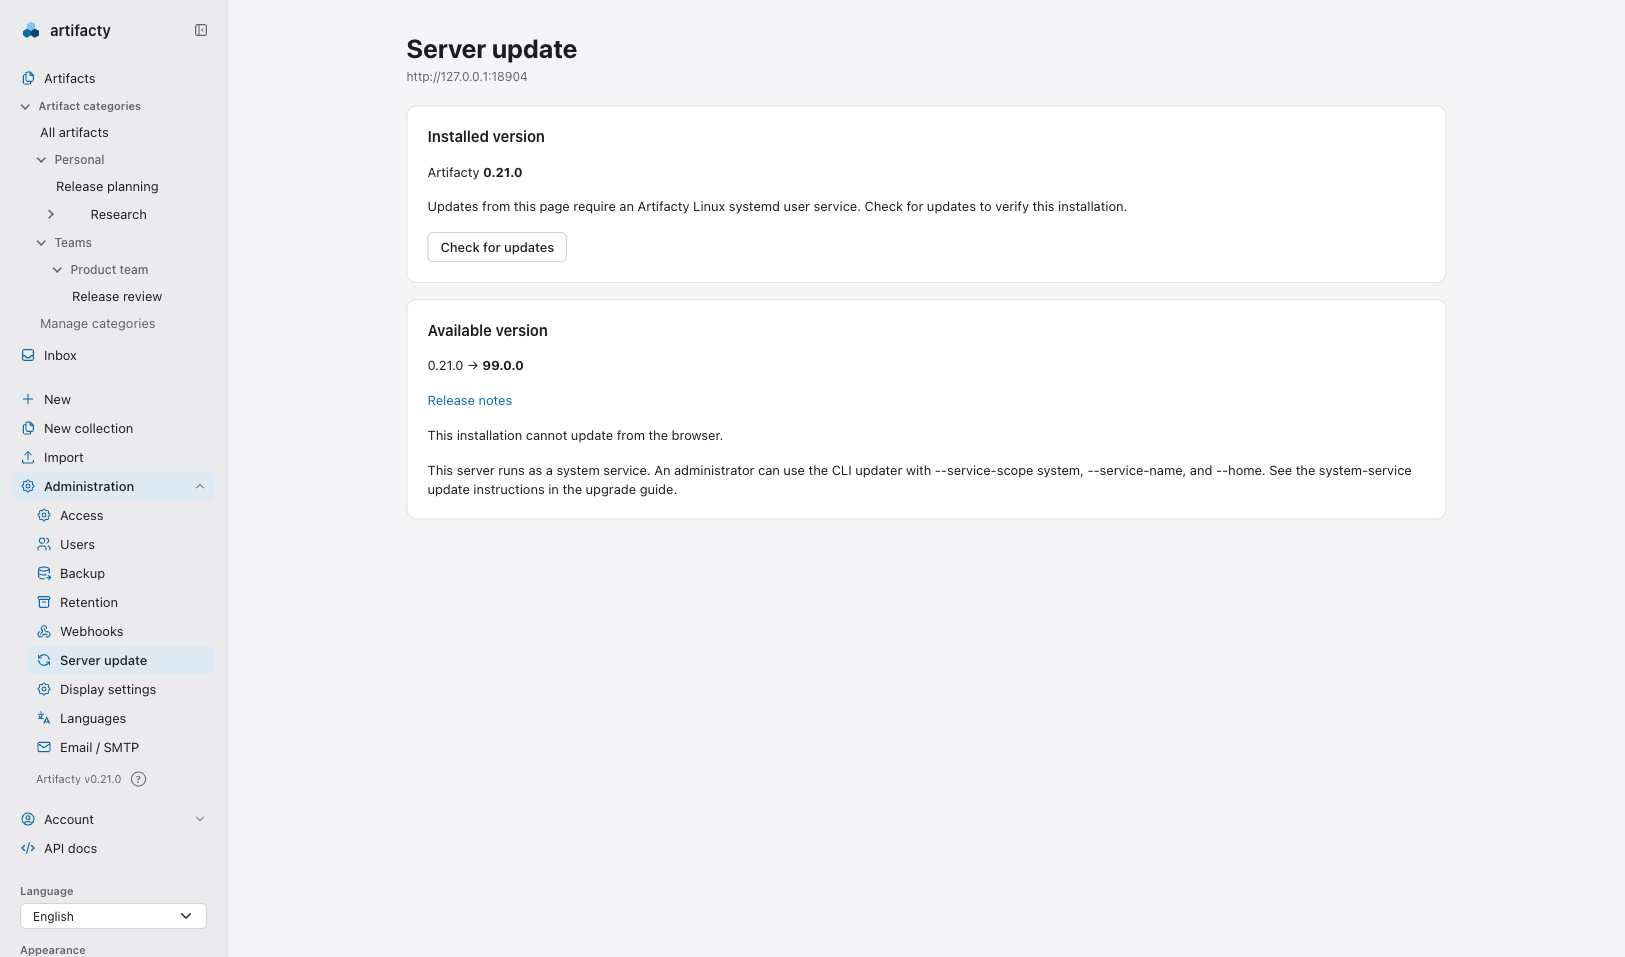 artifacty
Artifacts
Artifact categories
All artifacts
Personal
Release planning
Research
Teams
Product team
Release review
Manage categories
Inbox
New
New collection
Import
Administration
Access
Users
Backup
Retention
Webhooks
Server update
Display settings
Languages
Email / SMTP
Artifacty v0.21.0 ?
Account
API docs
Language
English
Appearance
Server update
http://127.0.0.1:18904
Installed version
Artifacty 0.21.0
Updates from this page require an Artifacty Linux systemd user service. Check for updates to verify this installation.
Check for updates
Available version
0.21.0 → 99.0.0
Release notes
This installation cannot update from the browser.
This server runs as a system service. An administrator can use the CLI updater with --service-scope system, --service-name, and --home. See the system-service
update instructions in the upgrade guide.